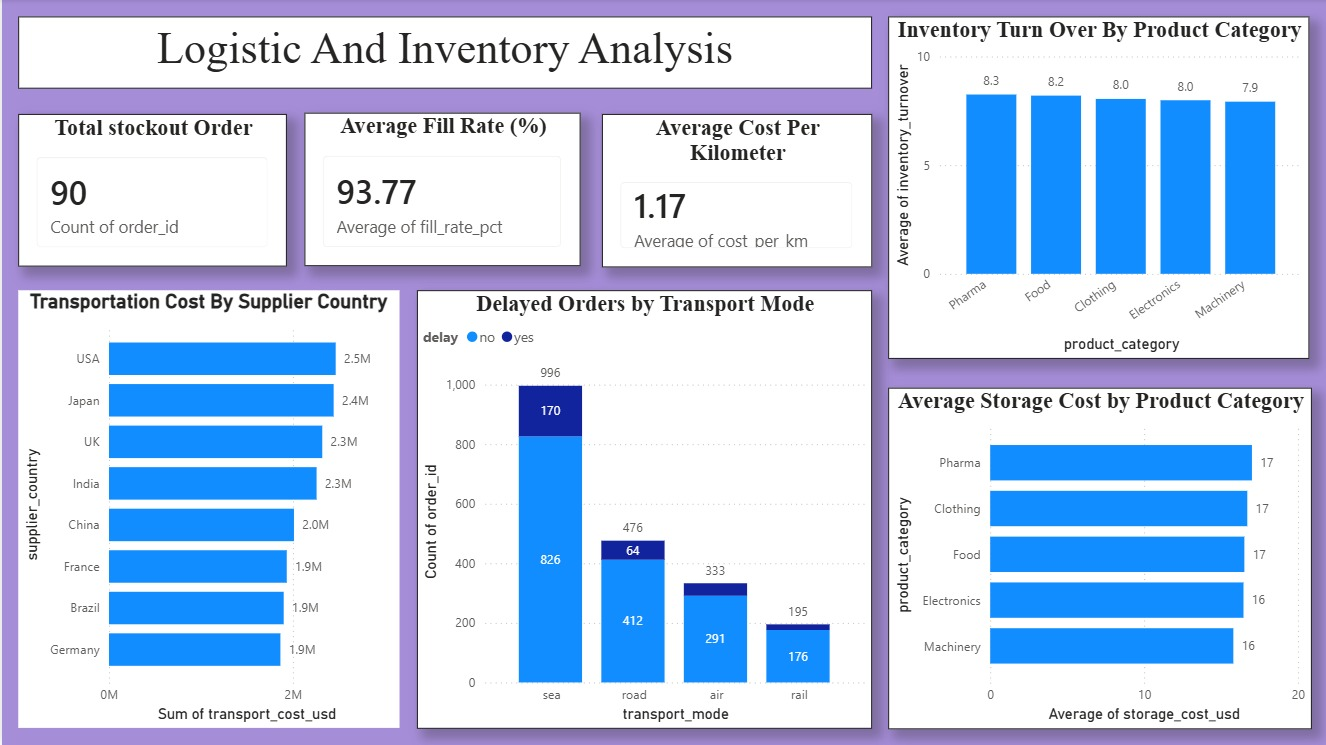 Logistic And Inventory Analysis
Total stockout Order
90
Count of order_id
Average Fill Rate (%)
93.77
Average of fill_rate_pct
Average Cost Per
Kilometer
1.17
Average of cost_per_km
Inventory Turn Over By Product Category
Average of inventory_turnover
10
5
0
8.3
8.2
8.0
8.0
7.9
Pharma
Food
Clothing
Electronics
Machinery
product_category
Transportation Cost By Supplier Country
supplier_country
USA 2.5M
Japan 2.4M
UK 2.3M
India 2.3M
China 2.0M
France 1.9M
Brazil 1.9M
Germany 1.9M
0M 2M
Sum of transport_cost_usd
Delayed Orders by Transport Mode
delay no yes
Count of order_id
1,000
800
600
400
200
0
996
170
826
476
64
412
333
291
195
176
sea road air rail
transport_mode
Average Storage Cost by Product Category
product_category
Pharma 17
Clothing 17
Food 17
Electronics 16
Machinery 16
0 10 20
Average of storage_cost_usd